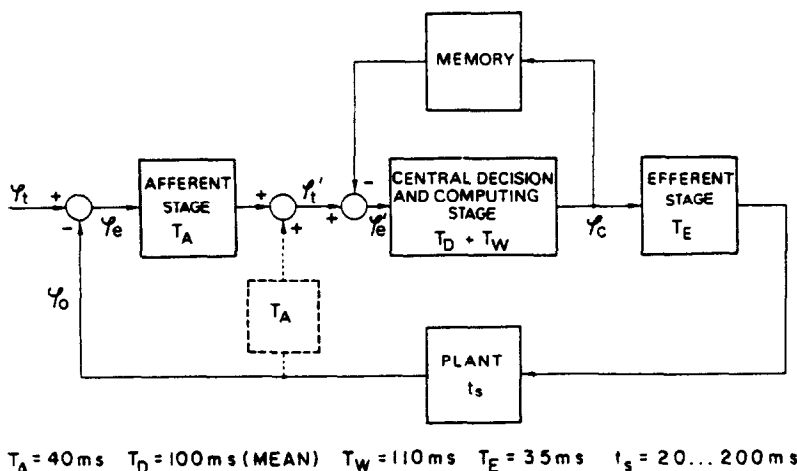 MEMORY
φt + − φe
AFFERENT
STAGE
TA
+ + φt' + − φe'
CENTRAL DECISION
AND COMPUTING
STAGE
TD + TW
φc
EFFERENT
STAGE
TE
φo
TA
PLANT
ts
TA = 40 ms TD = 100 ms (MEAN) TW = 110 ms TE = 35 ms ts = 20... 200 ms